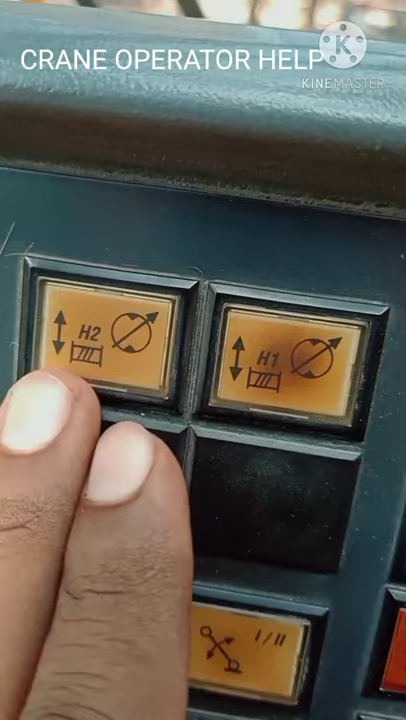 CRANE OPERATOR HELP
K
KINEMASTER
H2
H1
I/II